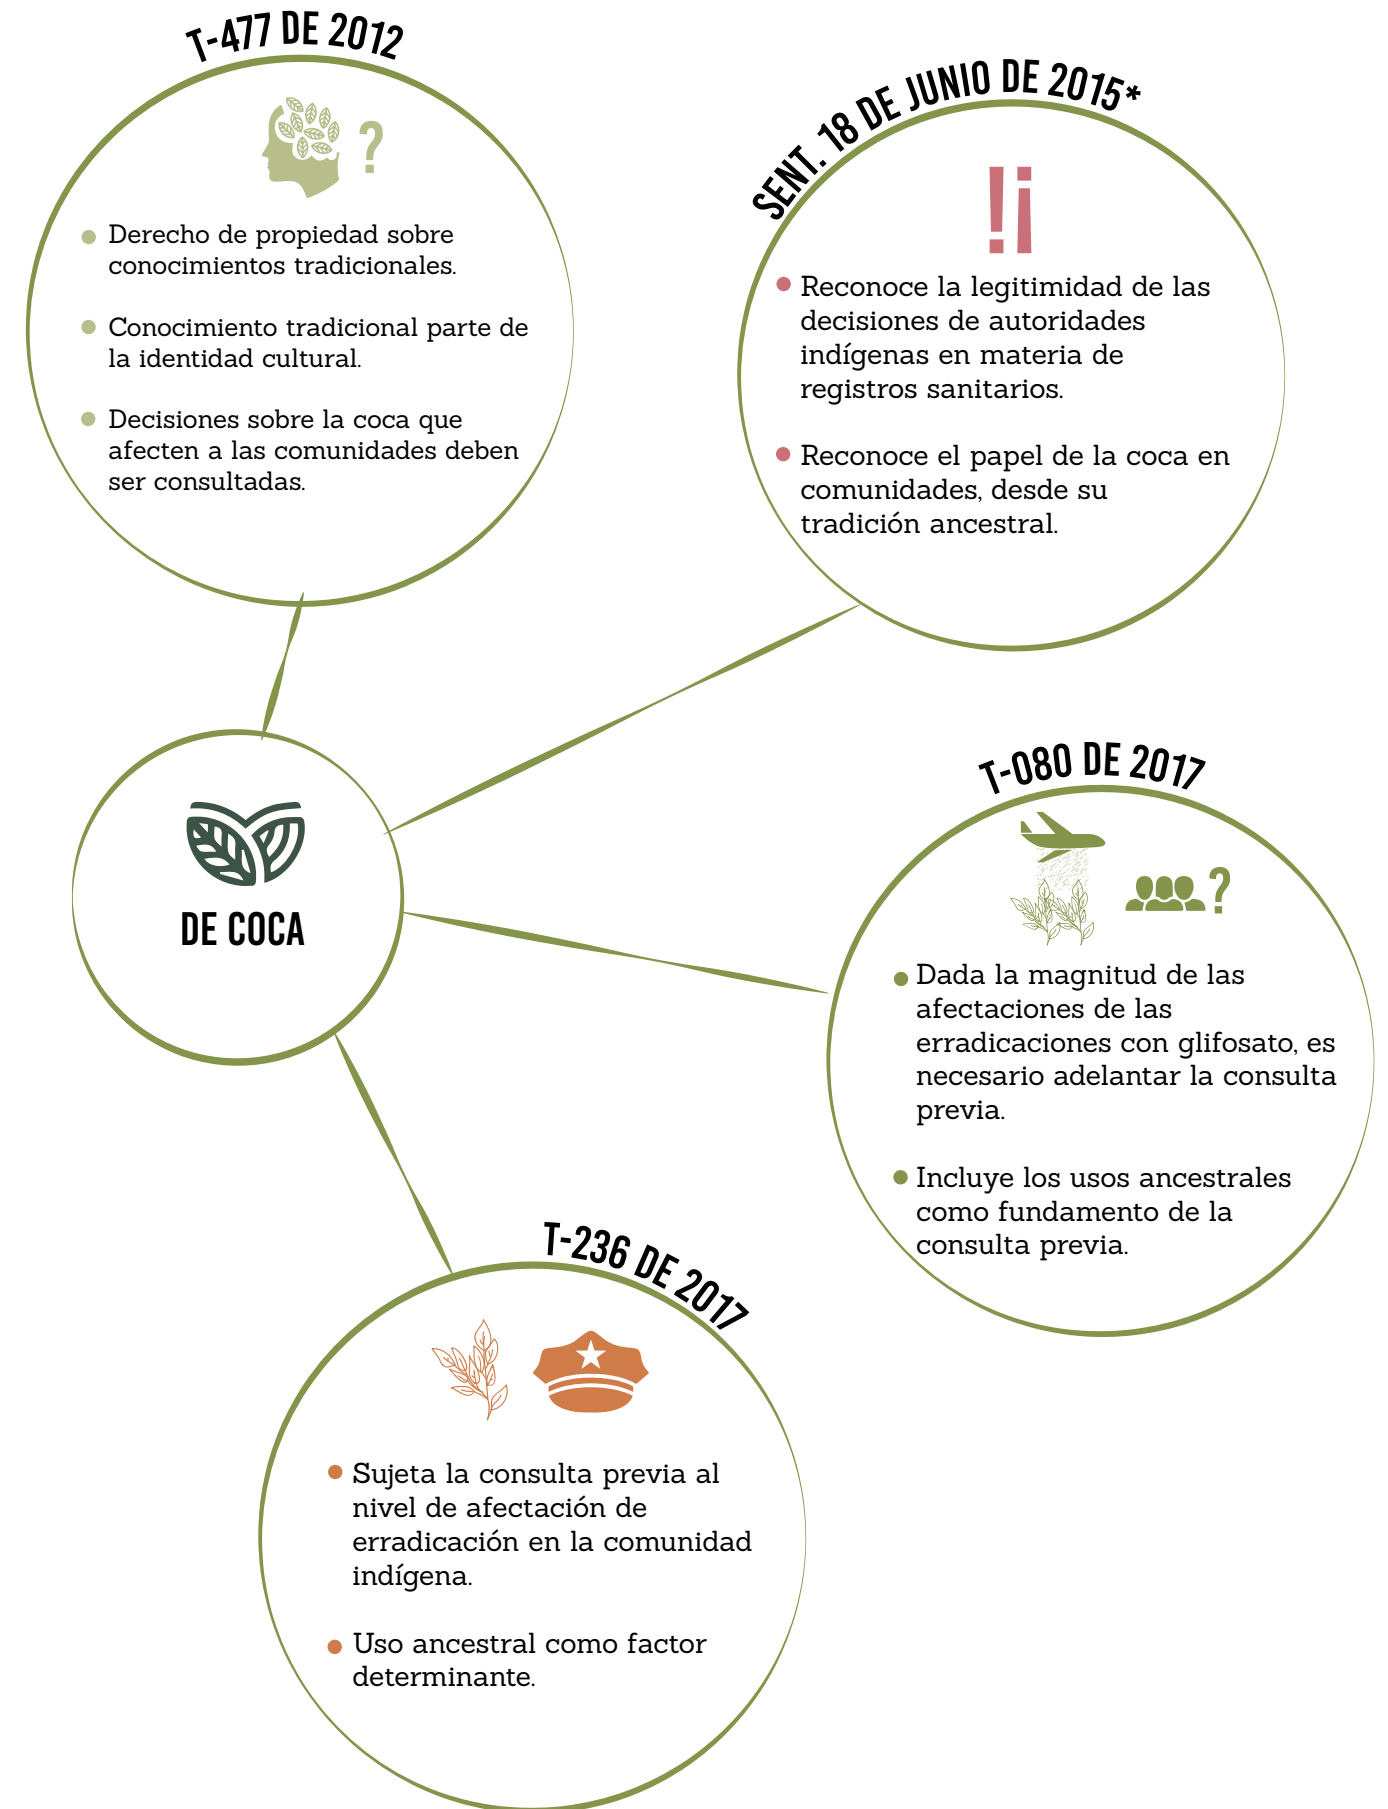 T-477 DE 2012
?
Derecho de propiedad sobre
conocimientos tradicionales.
Conocimiento tradicional parte de
la identidad cultural.
Decisiones sobre la coca que
afecten a las comunidades deben
ser consultadas.
SENT. 18 DE JUNIO DE 2015*
!¡
Reconoce la legitimidad de las
decisiones de autoridades
indígenas en materia de
registros sanitarios.
Reconoce el papel de la coca en
comunidades, desde su
tradición ancestral.
DE COCA
T-080 DE 2017
?
Dada la magnitud de las
afectaciones de las
erradicaciones con glifosato, es
necesario adelantar la consulta
previa.
Incluye los usos ancestrales
como fundamento de la
consulta previa.
T-236 DE 2017
Sujeta la consulta previa al
nivel de afectación de
erradicación en la comunidad
indígena.
Uso ancestral como factor
determinante.